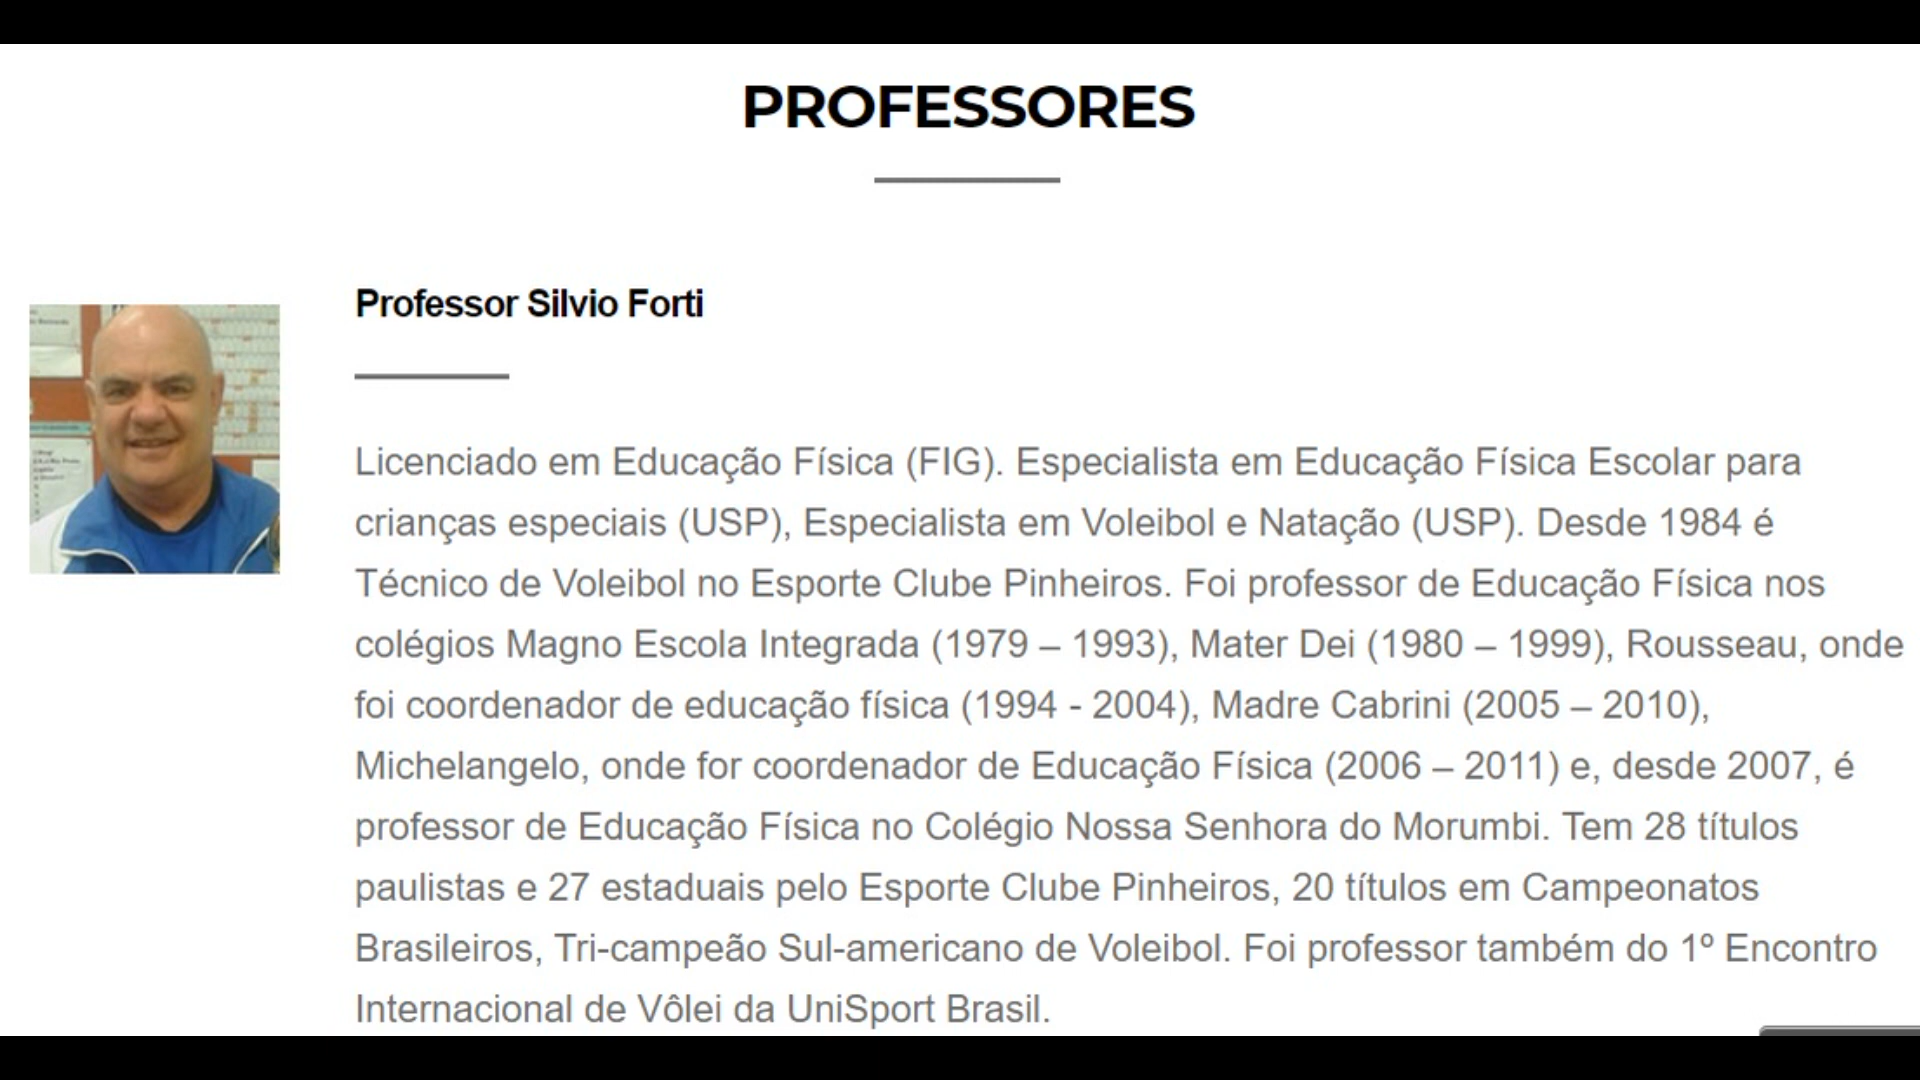 PROFESSORES
Professor Silvio Forti
Licenciado em Educação Física (FIG). Especialista em Educação Física Escolar para
crianças especiais (USP), Especialista em Voleibol e Natação (USP). Desde 1984 é
Técnico de Voleibol no Esporte Clube Pinheiros. Foi professor de Educação Física nos
colégios Magno Escola Integrada (1979 – 1993), Mater Dei (1980 – 1999), Rousseau, onde
foi coordenador de educação física (1994 - 2004), Madre Cabrini (2005 – 2010),
Michelangelo, onde for coordenador de Educação Física (2006 – 2011) e, desde 2007, é
professor de Educação Física no Colégio Nossa Senhora do Morumbi. Tem 28 títulos
paulistas e 27 estaduais pelo Esporte Clube Pinheiros, 20 títulos em Campeonatos
Brasileiros, Tri-campeão Sul-americano de Voleibol. Foi professor também do 1º Encontro
Internacional de Vôlei da UniSport Brasil.